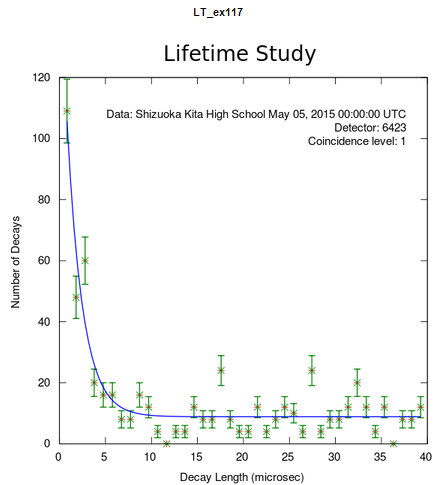 LT_ex117
Lifetime Study
Data: Shizuoka Kita High School May 05, 2015 00:00:00 UTC
Detector: 6423
Coincidence level: 1
120
100
80
60
40
20
0
Number of Decays
0 5 10 15 20 25 30 35 40
Decay Length (microsec)